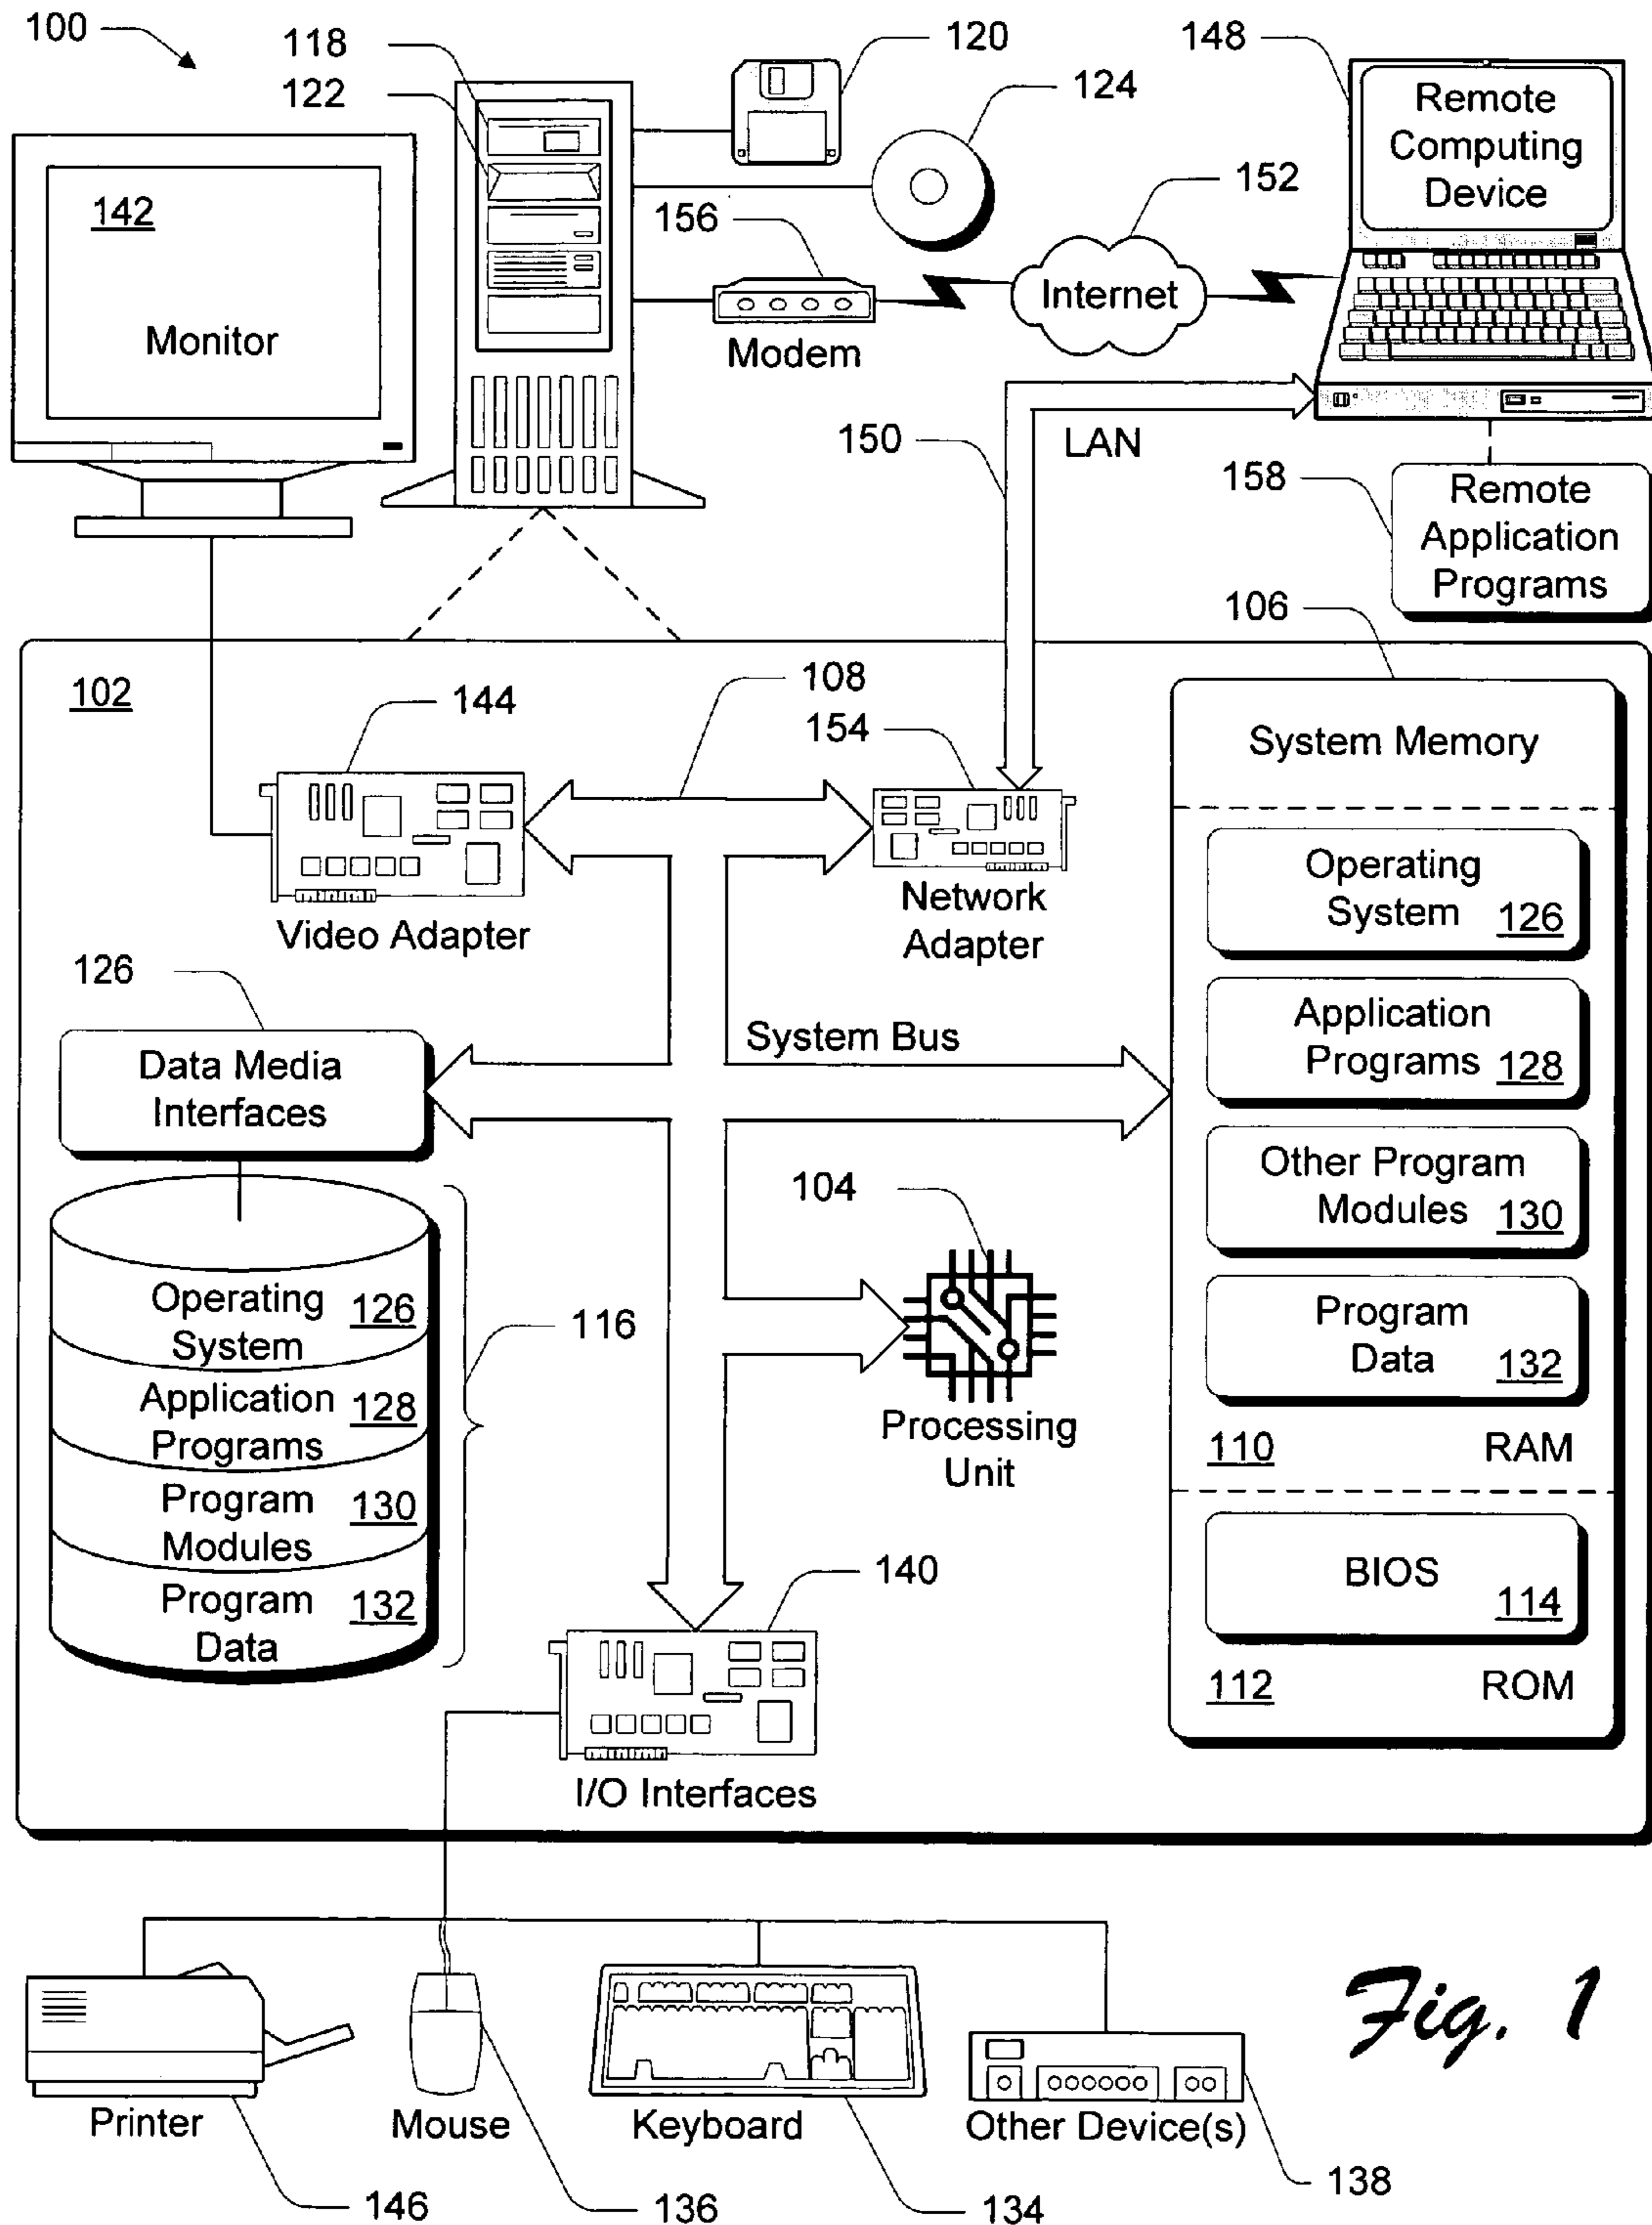 100
118
122
120
124
148
Remote
Computing
Device
142
Monitor
156
Modem
152
Internet
150
LAN
158
Remote
Application
Programs
106
102
144
Video Adapter
108
154
Network
Adapter
System Memory
Operating
System 126
Application
Programs 128
Other Program
Modules 130
Program
Data 132
110 RAM
BIOS
114
112 ROM
126
Data Media
Interfaces
System Bus
104
Processing
Unit
Operating
System 126
Application
Programs 128
Program
Modules 130
Program
Data 132
116
140
I/O Interfaces
Printer
146
Mouse
136
Keyboard
134
Other Device(s)
138
Fig. 1